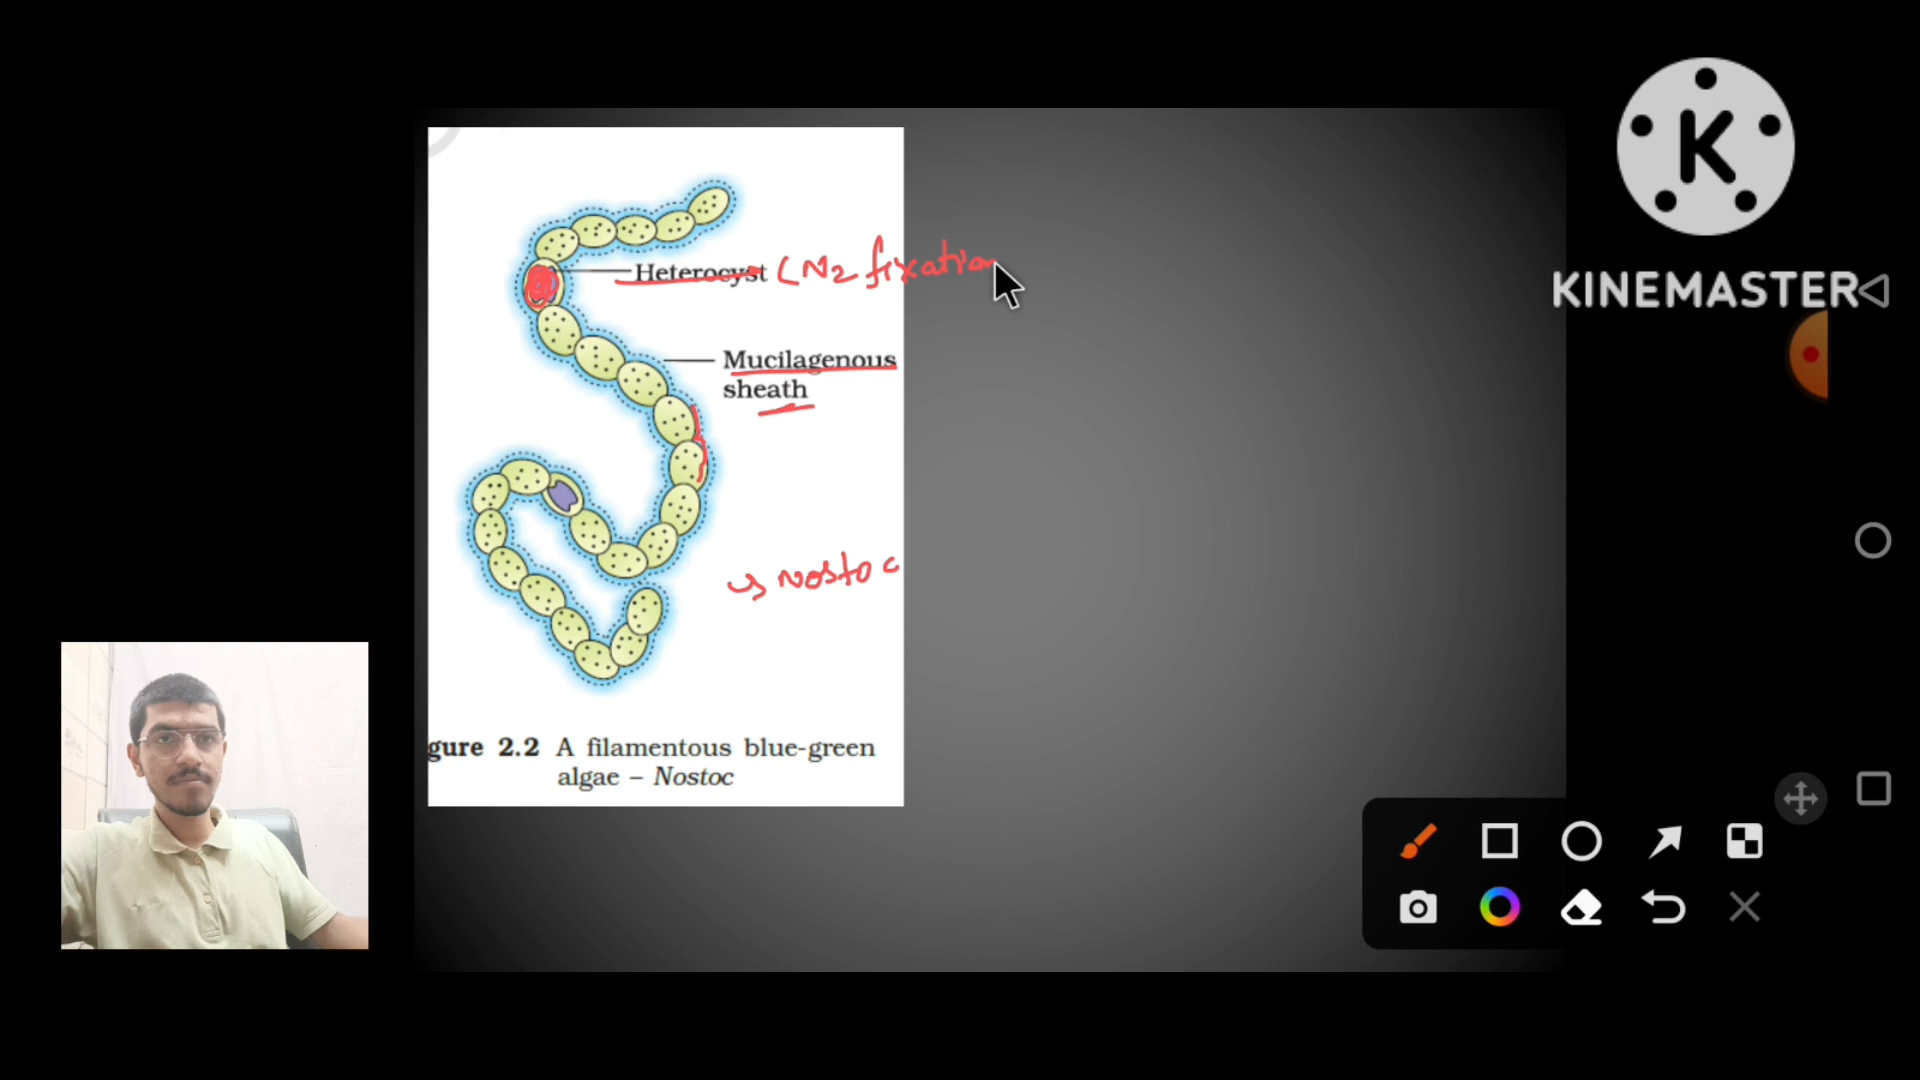 Heterocyst (N2 fixation
Mucilagenous
sheath
↳ Nostoc
gure 2.2 A filamentous blue-green
algae – Nostoc
K
KINEMASTER